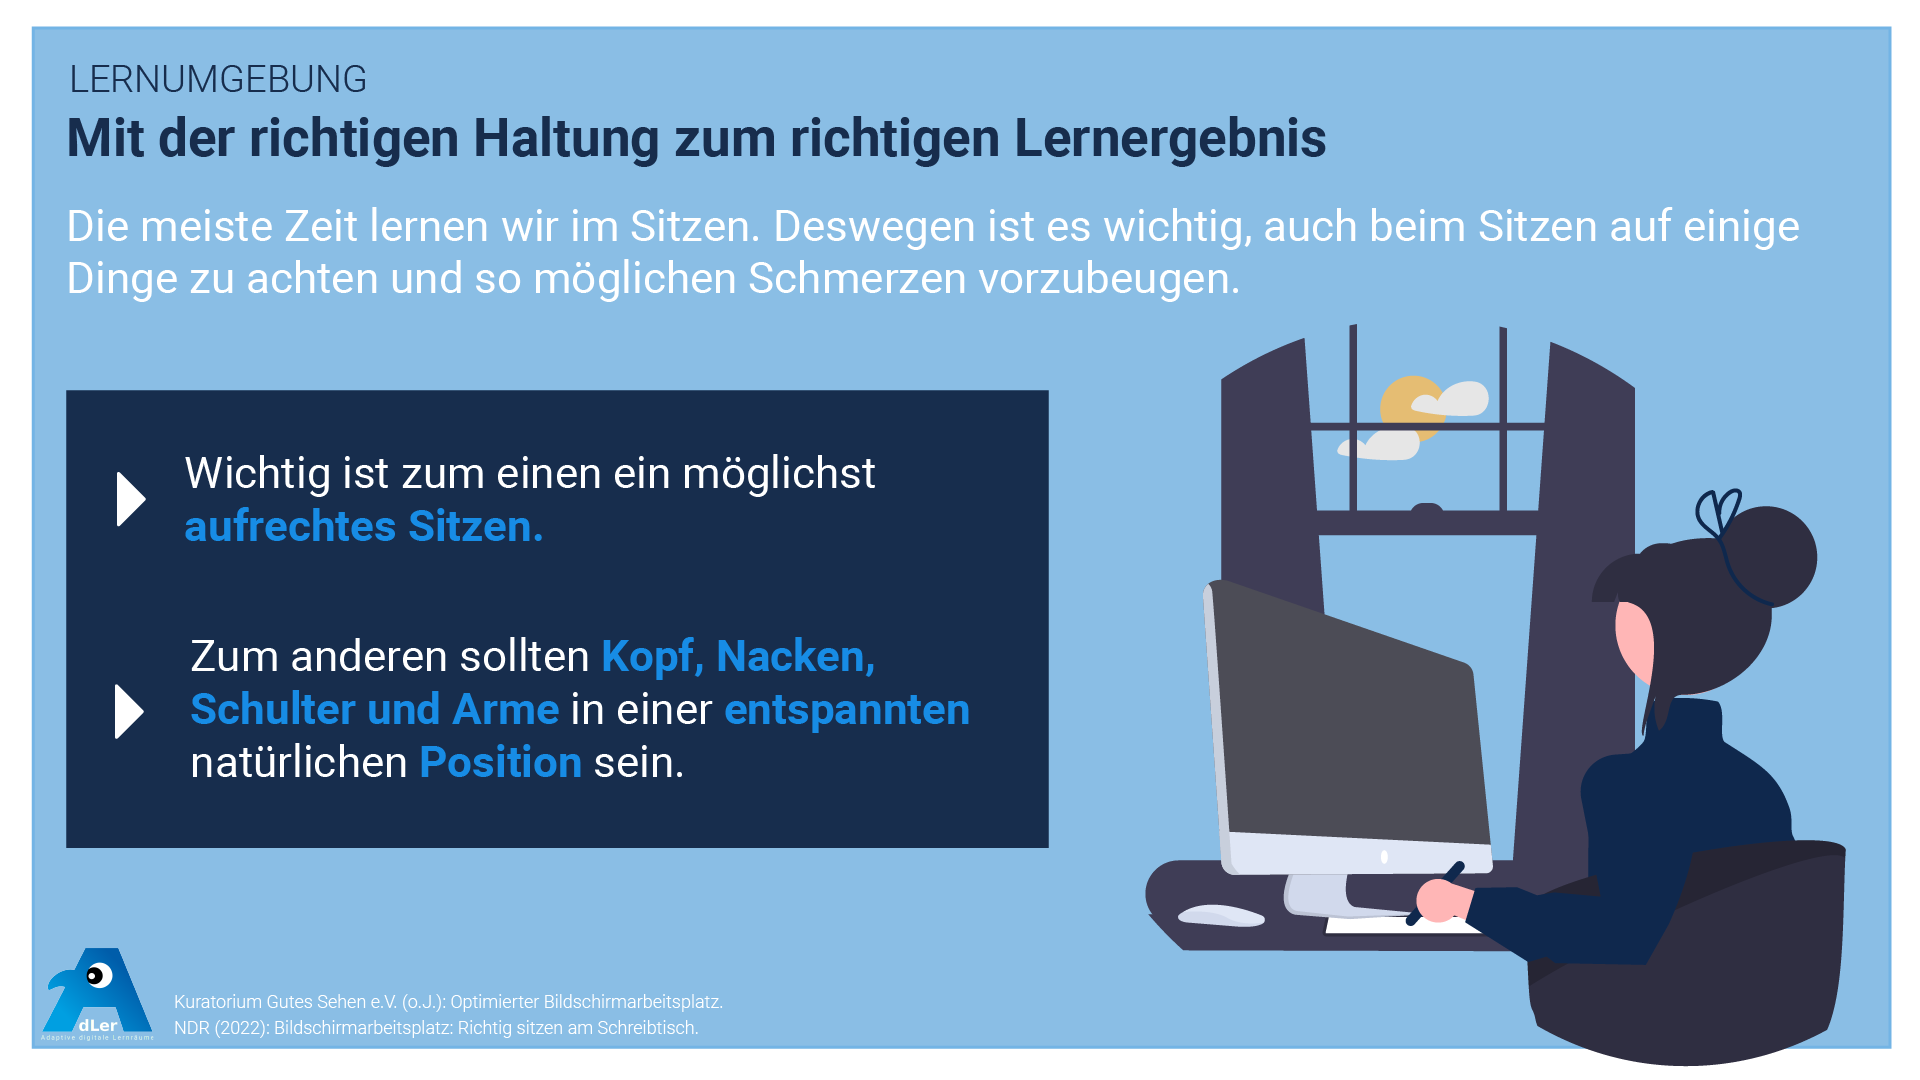 LERNUMGEBUNG
Mit der richtigen Haltung zum richtigen Lernergebnis
Die meiste Zeit lernen wir im Sitzen. Deswegen ist es wichtig, auch beim Sitzen auf einige
Dinge zu achten und so möglichen Schmerzen vorzubeugen.
Wichtig ist zum einen ein möglichst
aufrechtes Sitzen.
Zum anderen sollten Kopf, Nacken,
Schulter und Arme in einer entspannten
natürlichen Position sein.
dLer
Adaptive digitale Lernräume
Kuratorium Gutes Sehen e.V. (o.J.): Optimierter Bildschirmarbeitsplatz.
NDR (2022): Bildschirmarbeitsplatz: Richtig sitzen am Schreibtisch.